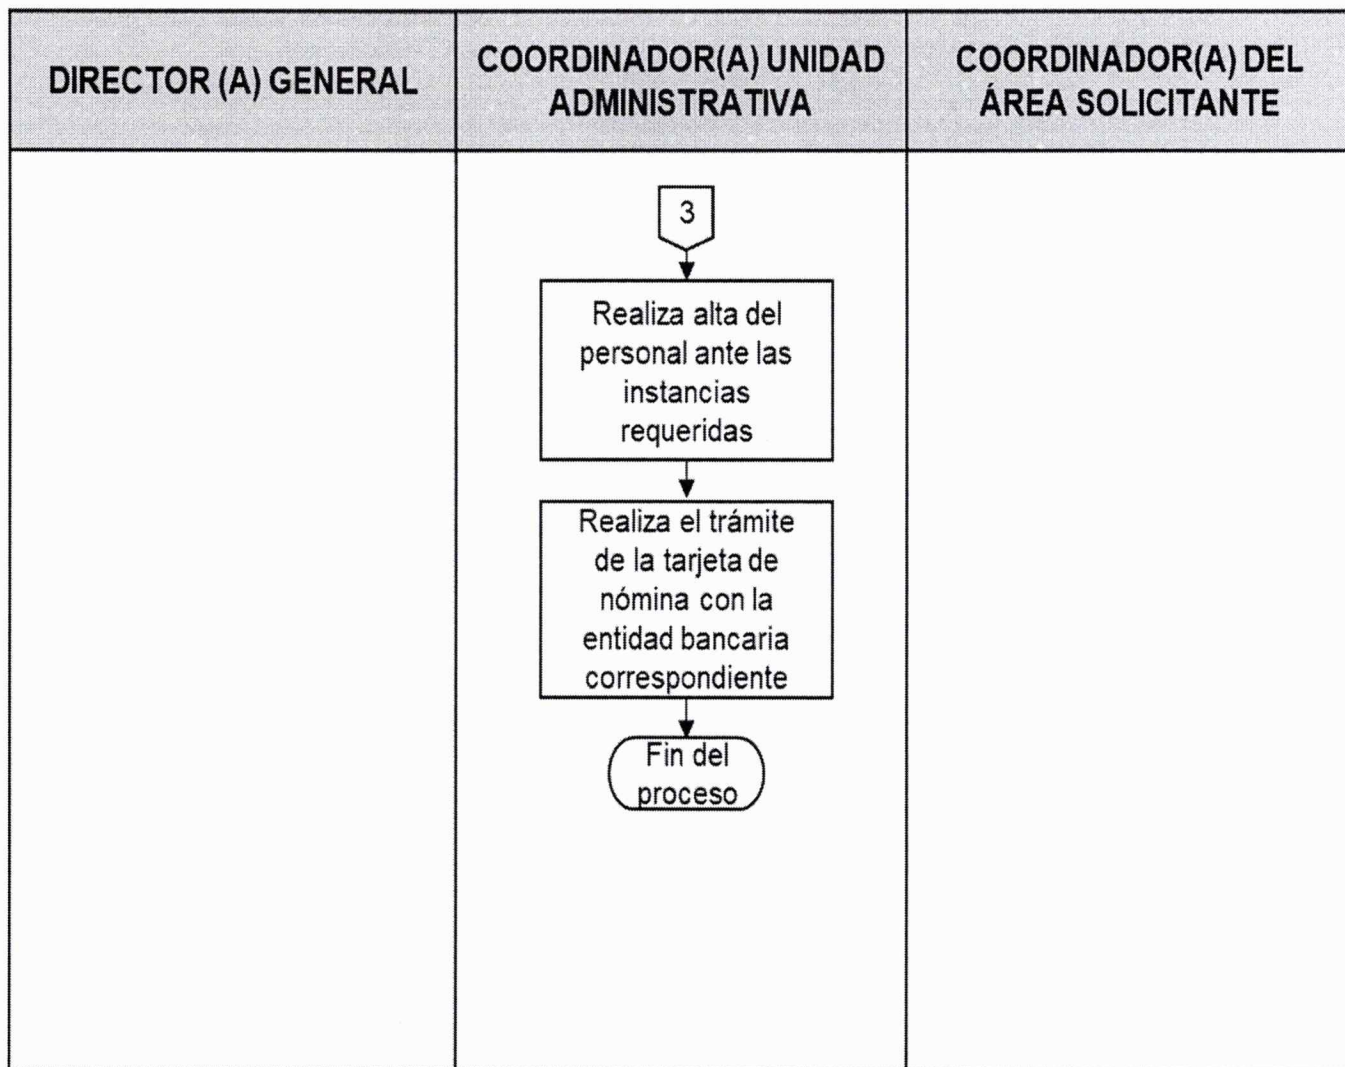 DIRECTOR (A) GENERAL
COORDINADOR(A) UNIDAD
ADMINISTRATIVA
COORDINADOR(A) DEL
ÁREA SOLICITANTE
3
Realiza alta del
personal ante las
instancias
requeridas
Realiza el trámite
de la tarjeta de
nómina con la
entidad bancaria
correspondiente
Fin del
proceso